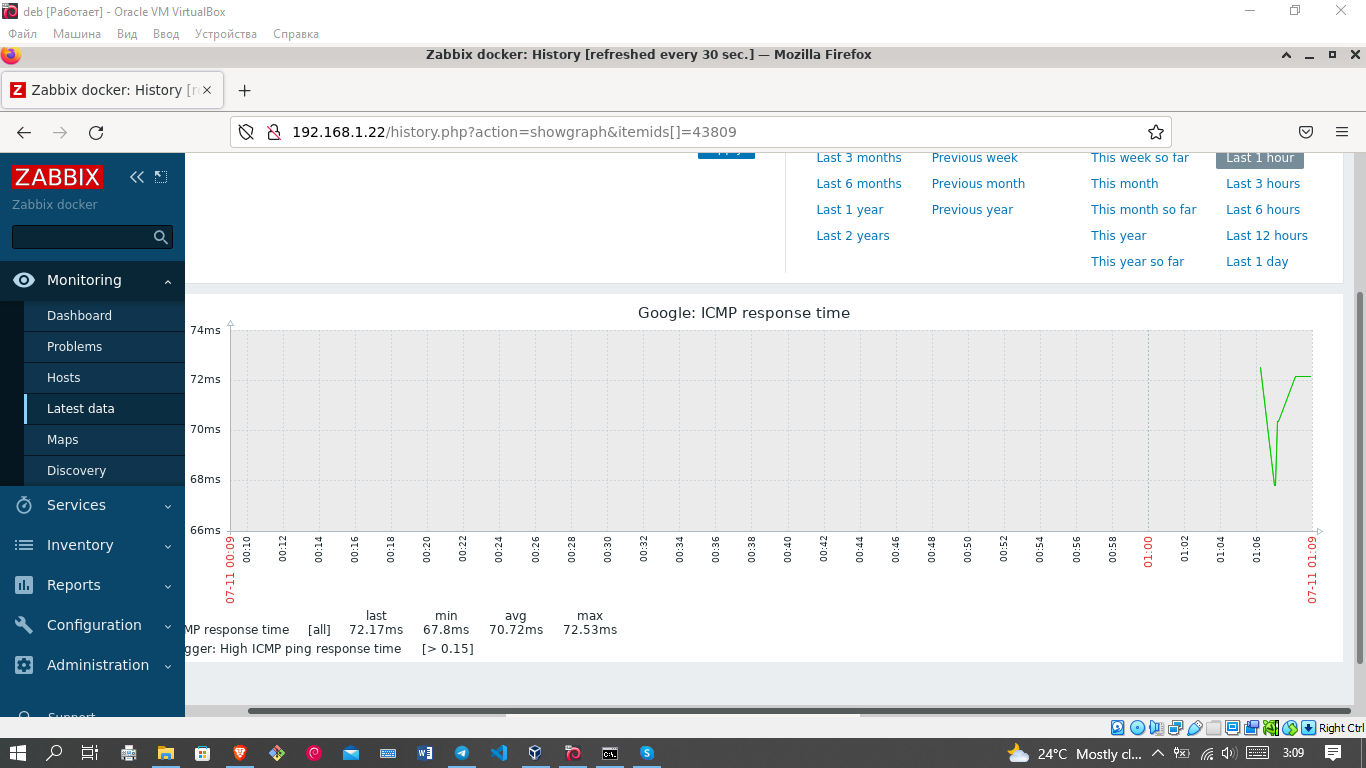 deb [Работает] - Oracle VM VirtualBox
Файл Машина Вид Ввод Устройства Справка
Zabbix docker: History [refreshed every 30 sec.] — Mozilla Firefox
Zabbix docker: History [re
192.168.1.22/history.php?action=showgraph&itemids[]=43809
ZABBIX
Zabbix docker
Monitoring
Dashboard
Problems
Hosts
Latest data
Maps
Discovery
Services
Inventory
Reports
Configuration
Administration
Support
Last 3 months Previous week This week so far Last 1 hour
Last 6 months Previous month This month Last 3 hours
Last 1 year Previous year This month so far Last 6 hours
Last 2 years This year Last 12 hours
This year so far Last 1 day
Google: ICMP response time
74ms
72ms
70ms
68ms
66ms
07-11 00:09 00:10 00:12 00:14 00:16 00:18 00:20 00:22 00:24 00:26 00:28 00:30 00:32 00:34 00:36 00:38 00:40 00:42 00:44 00:46 00:48 00:50 00:52 00:54 00:56 00:58 01:00 01:02 01:04 01:06 07-11 01:09
last min avg max
MP response time [all] 72.17ms 67.8ms 70.72ms 72.53ms
gger: High ICMP ping response time [> 0.15]
Right Ctrl
24°C Mostly cl... 3:09